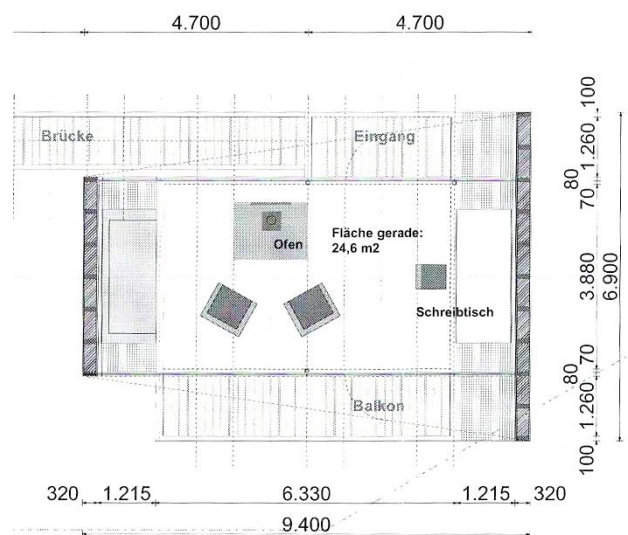 4.700 4.700
Brücke
Eingang
Fläche gerade:
24,6 m2
Ofen
Schreibtisch
Balkon
100
1.260
80
70
3.880
6.900
70
80
1.260
100
320 1.215 6.330 1.215 320
9.400